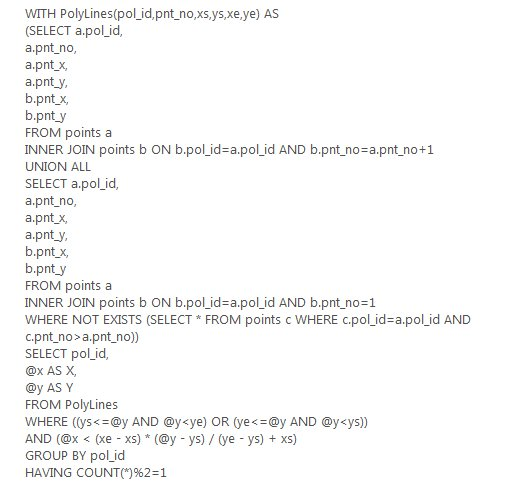 WITH PolyLines(pol_id,pnt_no,xs,ys,xe,ye) AS
(SELECT a.pol_id,
a.pnt_no,
a.pnt_x,
a.pnt_y,
b.pnt_x,
b.pnt_y
FROM points a
INNER JOIN points b ON b.pol_id=a.pol_id AND b.pnt_no=a.pnt_no+1
UNION ALL
SELECT a.pol_id,
a.pnt_no,
a.pnt_x,
a.pnt_y,
b.pnt_x,
b.pnt_y
FROM points a
INNER JOIN points b ON b.pol_id=a.pol_id AND b.pnt_no=1
WHERE NOT EXISTS (SELECT * FROM points c WHERE c.pol_id=a.pol_id AND
c.pnt_no>a.pnt_no))
SELECT pol_id,
@x AS X,
@y AS Y
FROM PolyLines
WHERE ((ys<=@y AND @y<ye) OR (ye<=@y AND @y<ys))
AND (@x < (xe - xs) * (@y - ys) / (ye - ys) + xs)
GROUP BY pol_id
HAVING COUNT(*)%2=1